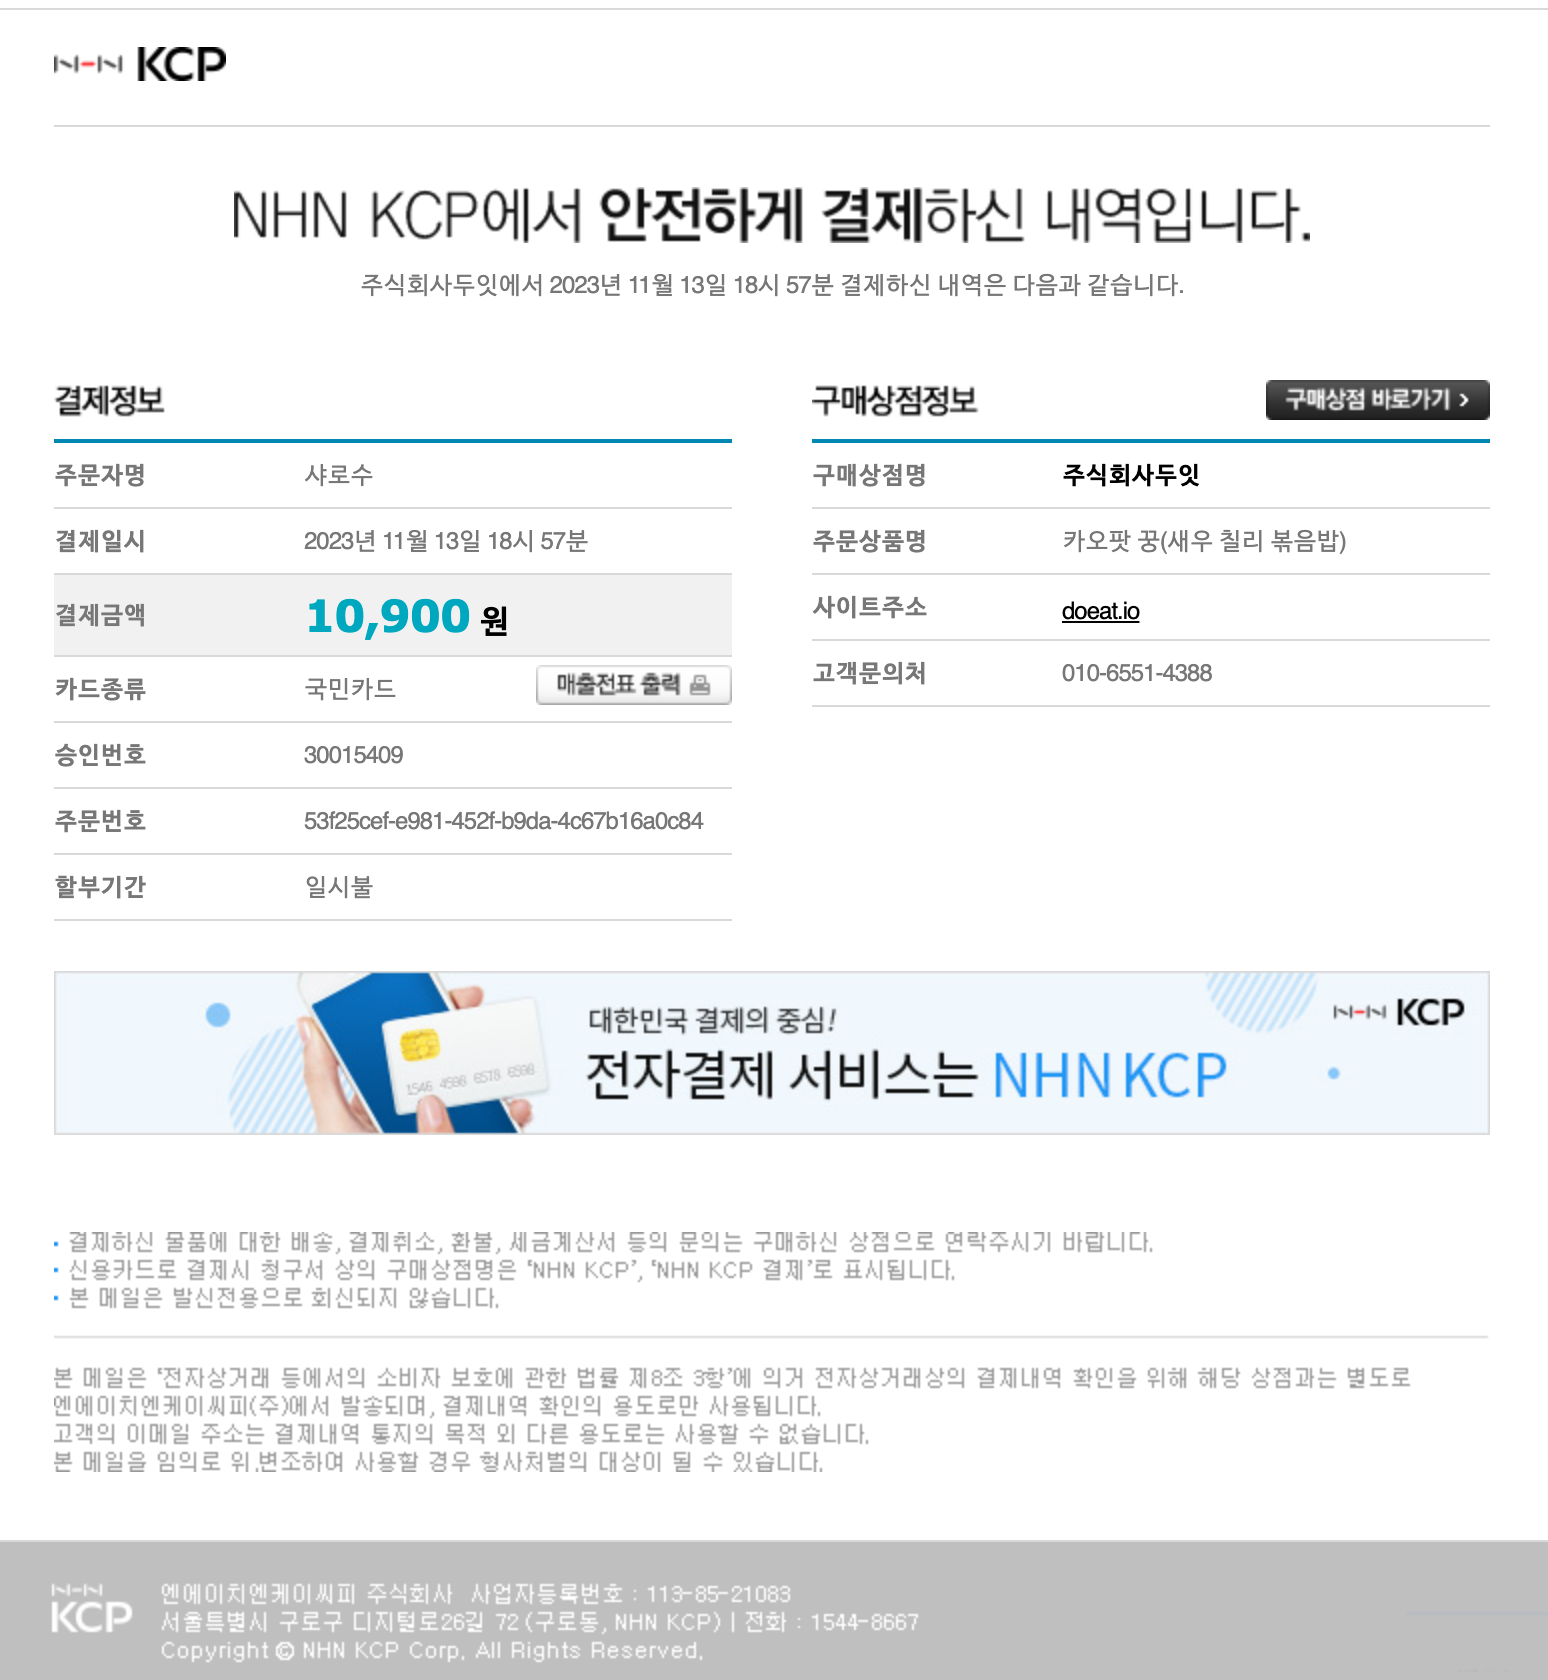 NHN KCP
NHN KCP에서 안전하게 결제하신 내역입니다.
주식회사두잇에서 2023년 11월 13일 18시 57분 결제하신 내역은 다음과 같습니다.
결제정보
주문자명 샤로수
결제일시 2023년 11월 13일 18시 57분
결제금액 10,900 원
카드종류 국민카드 매출전표 출력
승인번호 30015409
주문번호 53f25cef-e981-452f-b9da-4c67b16a0c84
할부기간 일시불
구매상점정보 구매상점 바로가기 >
구매상점명 주식회사두잇
주문상품명 카오팟 꿍(새우 칠리 볶음밥)
사이트주소 doeat.io
고객문의처 010-6551-4388
1546 4598 6578 6598
대한민국 결제의 중심!
전자결제 서비스는 NHN KCP
NHN KCP
· 결제하신 물품에 대한 배송, 결제취소, 환불, 세금계산서 등의 문의는 구매하신 상점으로 연락주시기 바랍니다.
· 신용카드로 결제시 청구서 상의 구매상점명은 ‘NHN KCP’, ‘NHN KCP 결제’로 표시됩니다.
· 본 메일은 발신전용으로 회신되지 않습니다.
본 메일은 ‘전자상거래 등에서의 소비자 보호에 관한 법률 제8조 3항’에 의거 전자상거래상의 결제내역 확인을 위해 해당 상점과는 별도로
엔에이치엔케이씨피(주)에서 발송되며, 결제내역 확인의 용도로만 사용됩니다.
고객의 이메일 주소는 결제내역 통지의 목적 외 다른 용도로는 사용할 수 없습니다.
본 메일을 임의로 위.변조하여 사용할 경우 형사처벌의 대상이 될 수 있습니다.
NHN KCP
엔에이치엔케이씨피 주식회사 사업자등록번호 : 113-85-21083
서울특별시 구로구 디지털로26길 72 (구로동, NHN KCP) | 전화 : 1544-8667
Copyright © NHN KCP Corp. All Rights Reserved.